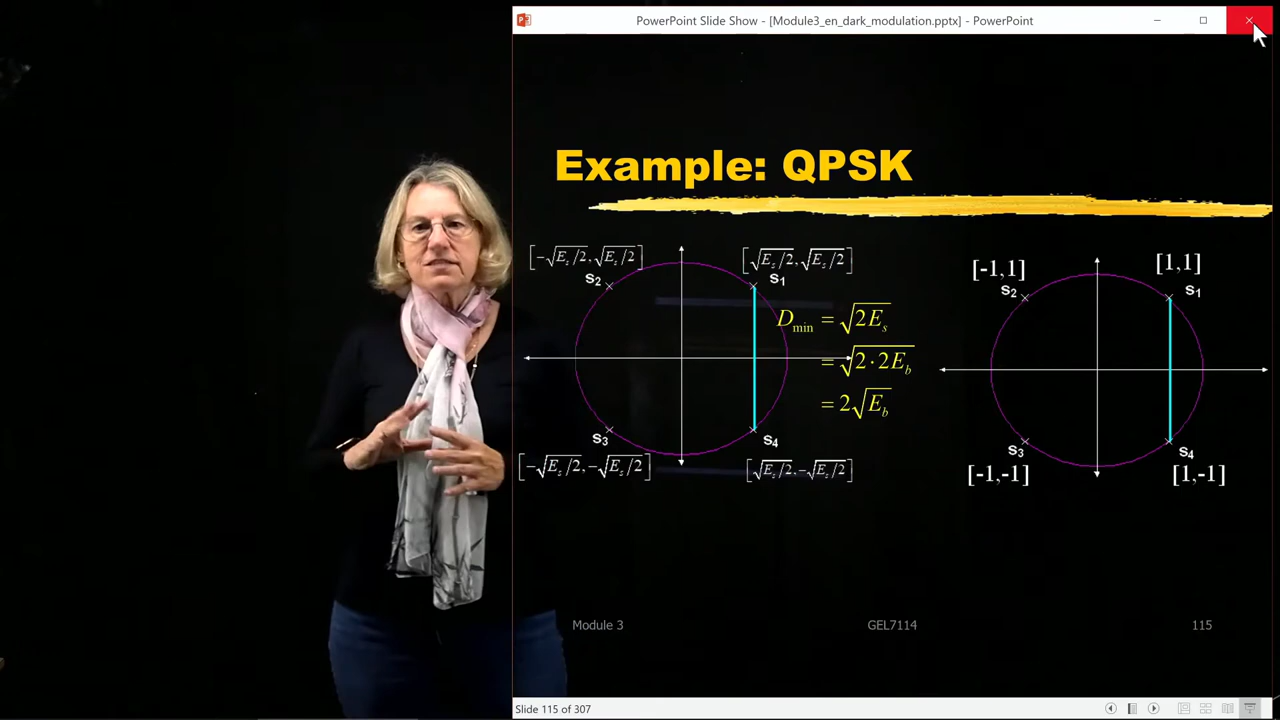 PowerPoint Slide Show - [Module3_en_dark_modulation.pptx] - PowerPoint
Example: QPSK
[-√E_s/2, √E_s/2]
s₂
[√E_s/2, √E_s/2]
s₁
D_min = √2E_s
= √2·2E_b
= 2√E_b
s₃
[-√E_s/2, -√E_s/2]
s₄
[√E_s/2, -√E_s/2]
[-1,1]
s₂
[1,1]
s₁
s₃
[-1,-1]
s₄
[1,-1]
Module 3
GEL7114
115
Slide 115 of 307